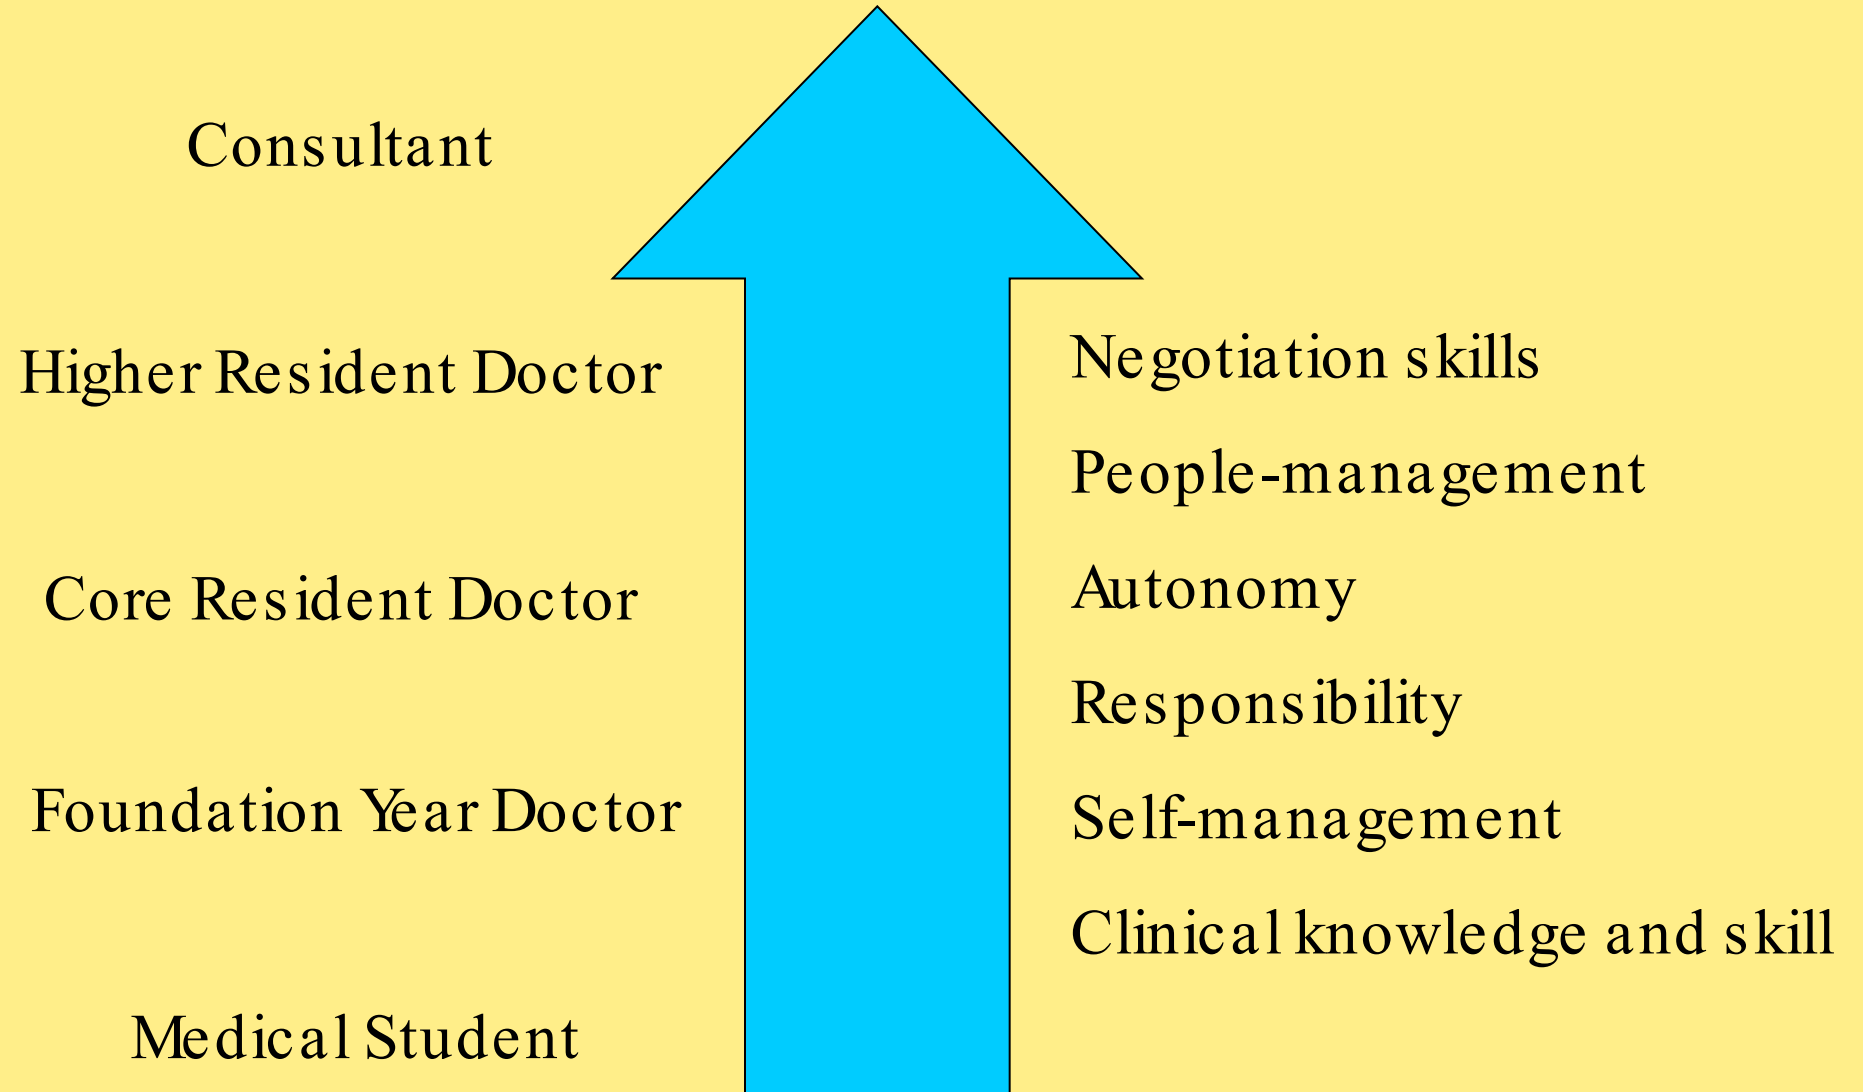 Consultant
Higher Resident Doctor
Core Resident Doctor
Foundation Year Doctor
Medical Student
Negotiation skills
People-management
Autonomy
Responsibility
Self-management
Clinical knowledge and skill